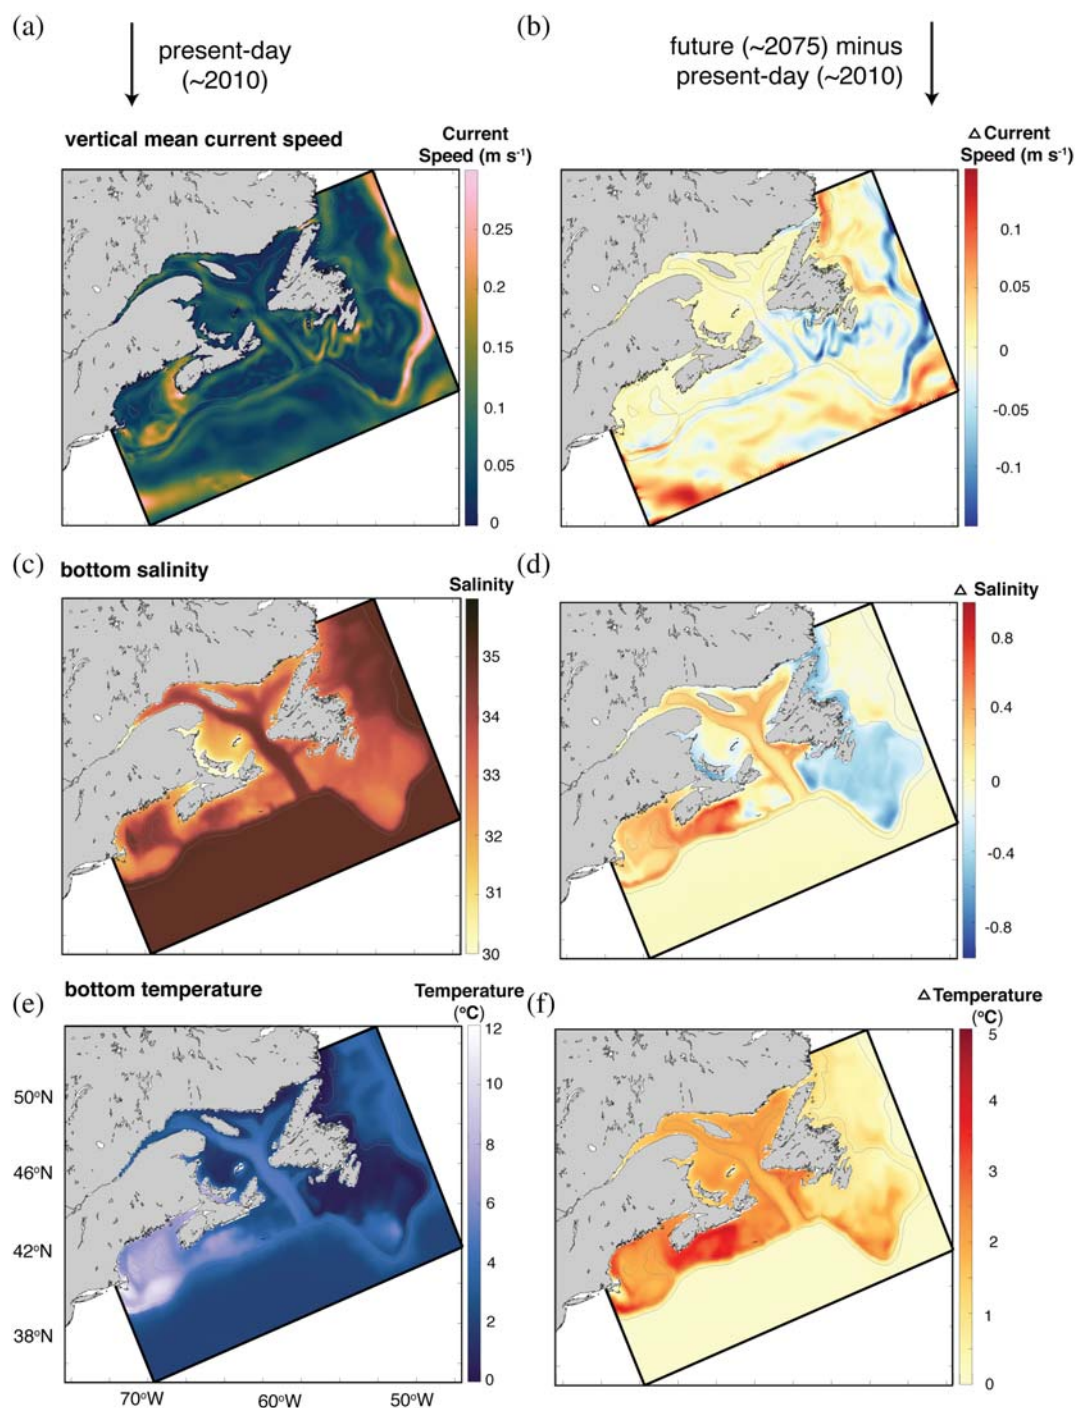 (a)
present-day
(~2010)
(b)
future (~2075) minus
present-day (~2010)
vertical mean current speed
Current
Speed (m s⁻¹)
0.25
0.2
0.15
0.1
0.05
0
△ Current
Speed (m s⁻¹)
0.1
0.05
0
-0.05
-0.1
(c)
bottom salinity
Salinity
35
34
33
32
31
30
(d)
△ Salinity
0.8
0.4
0
-0.4
-0.8
(e)
bottom temperature
Temperature
(°C)
12
10
8
6
4
2
0
50°N
46°N
42°N
38°N
70°W
60°W
50°W
(f)
△ Temperature
(°C)
5
4
3
2
1
0